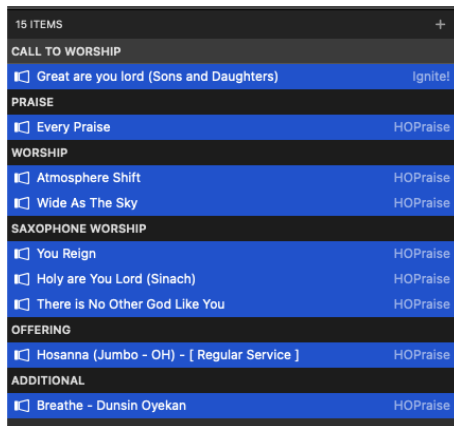 15 ITEMS +
CALL TO WORSHIP
Great are you lord (Sons and Daughters) Ignite!
PRAISE
Every Praise HOPraise
WORSHIP
Atmosphere Shift HOPraise
Wide As The Sky HOPraise
SAXOPHONE WORSHIP
You Reign HOPraise
Holy are You Lord (Sinach) HOPraise
There is No Other God Like You HOPraise
OFFERING
Hosanna (Jumbo - OH) - [ Regular Service ] HOPraise
ADDITIONAL
Breathe - Dunsin Oyekan HOPraise